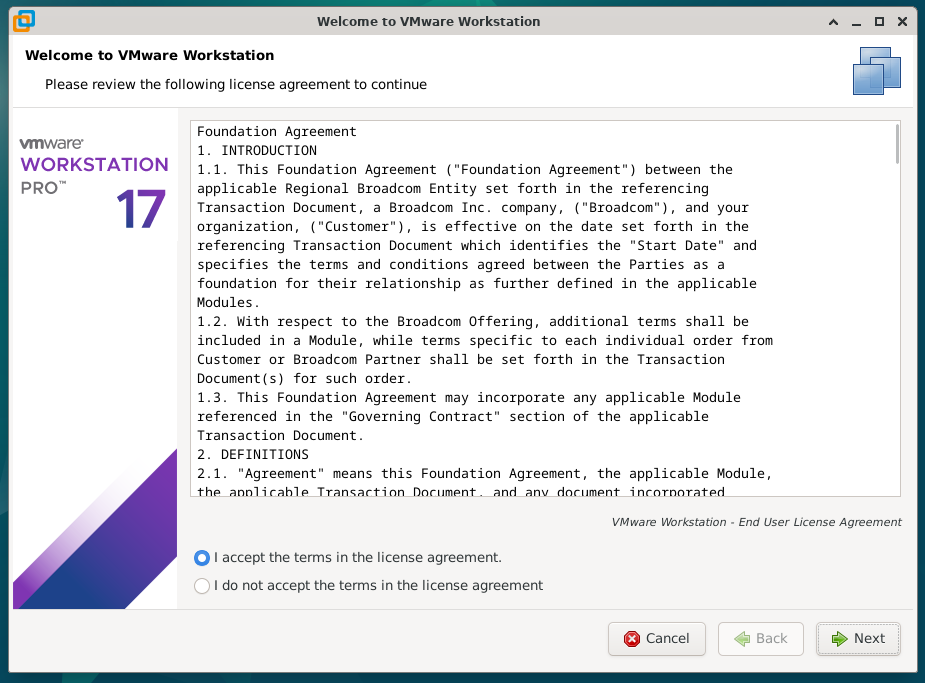 Welcome to VMware Workstation
Welcome to VMware Workstation
Please review the following license agreement to continue
vmware
WORKSTATION
PRO™
17
Foundation Agreement
1. INTRODUCTION
1.1. This Foundation Agreement ("Foundation Agreement") between the
applicable Regional Broadcom Entity set forth in the referencing
Transaction Document, a Broadcom Inc. company, ("Broadcom"), and your
organization, ("Customer"), is effective on the date set forth in the
referencing Transaction Document which identifies the "Start Date" and
specifies the terms and conditions agreed between the Parties as a
foundation for their relationship as further defined in the applicable
Modules.
1.2. With respect to the Broadcom Offering, additional terms shall be
included in a Module, while terms specific to each individual order from
Customer or Broadcom Partner shall be set forth in the Transaction
Document(s) for such order.
1.3. This Foundation Agreement may incorporate any applicable Module
referenced in the "Governing Contract" section of the applicable
Transaction Document.
2. DEFINITIONS
2.1. "Agreement" means this Foundation Agreement, the applicable Module,
the applicable Transaction Document, and any document incorporated
VMware Workstation - End User License Agreement
I accept the terms in the license agreement.
I do not accept the terms in the license agreement
Cancel
Back
Next